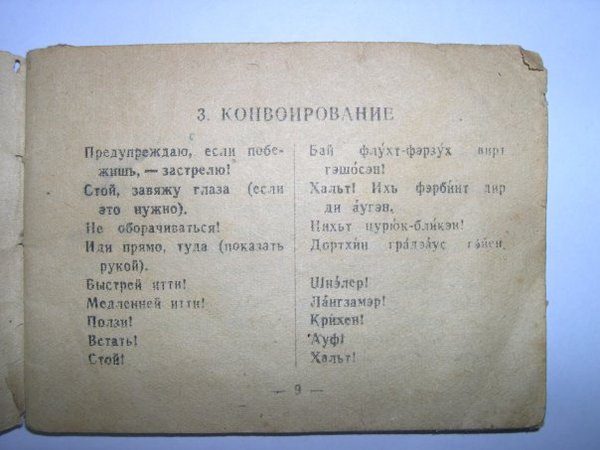 3. КОНВОИРОВАНИЕ
Предупреждаю, если побе-
жишь, — застрелю!
Стой, завяжу глаза (если
это нужно).
Не оборачиваться!
Иди прямо, туда (показать
рукой).
Быстрей итти!
Медленней итти!
Ползи!
Встать!
Стой!
Бай флу́хт-фэрзу́х вирт
гэшо́сэн!
Хальт! Ихь фэрби́нт дир
ди а́угэн.
Нихьт цурю́к-бли́кэн!
Дортхи́н гра́дэа́ус га́йен.
Шнэ́лер!
Ла́нгзамэр!
Кри́хен!
Ауф!
Хальт!
— 9 —